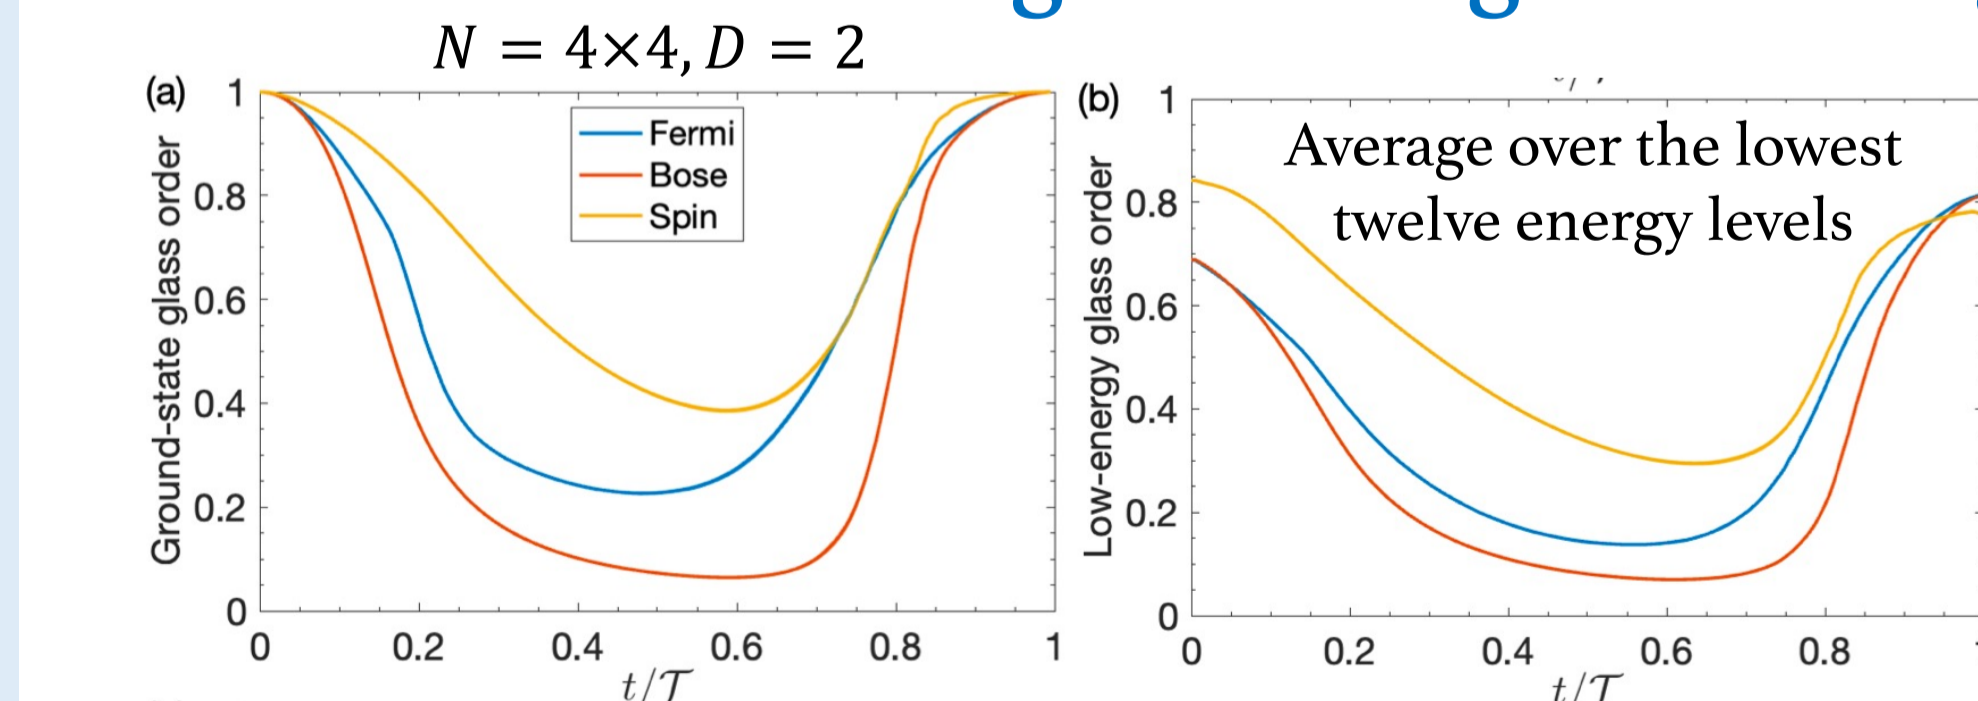 N = 4×4, D = 2
(a)
Ground-state glass order
1
0.8
0.6
0.4
0.2
0
Fermi
Bose
Spin
0 0.2 0.4 0.6 0.8 1
t/𝒯
(b)
Low-energy glass order
1
0.8
0.6
0.4
0.2
0
Average over the lowest
twelve energy levels
0 0.2 0.4 0.6 0.8
t/𝒯